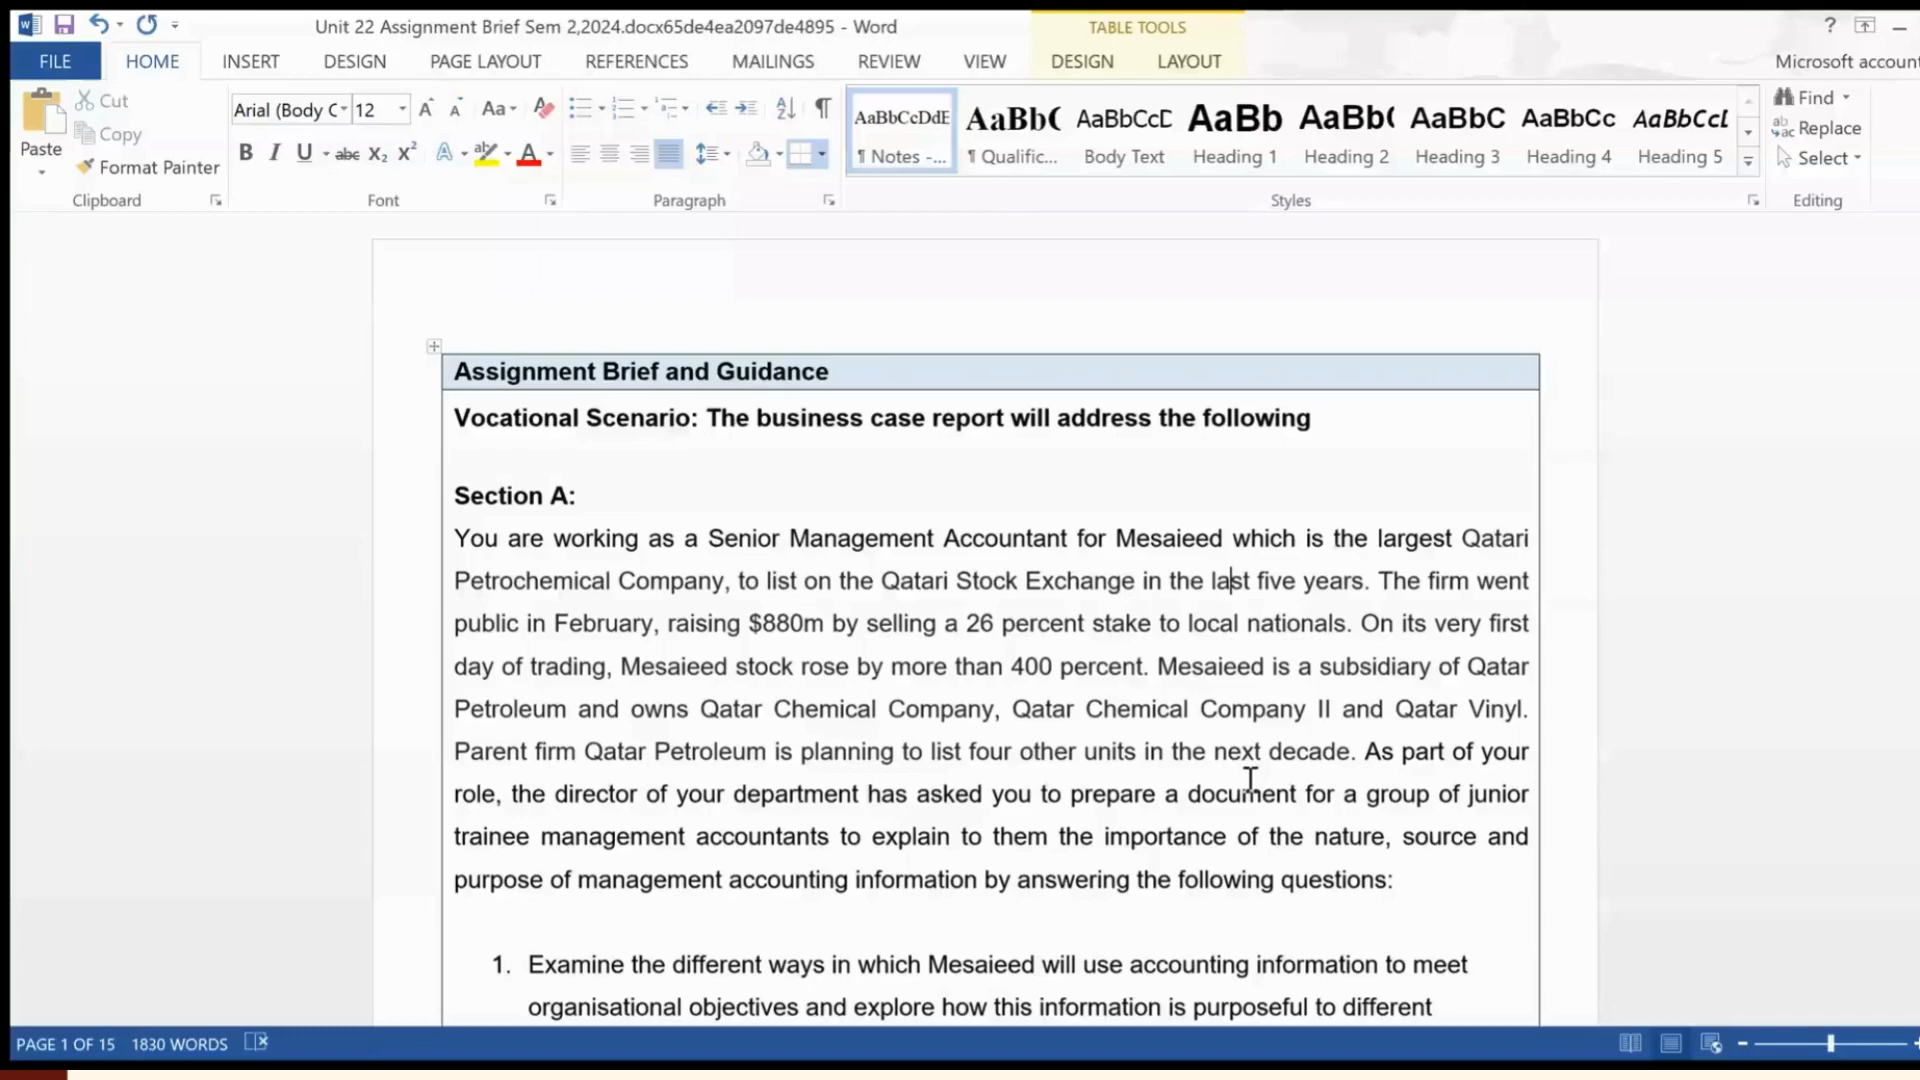 Unit 22 Assignment Brief Sem 2,2024.docx65de4ea2097de4895 - Word
TABLE TOOLS
?
FILE HOME INSERT DESIGN PAGE LAYOUT REFERENCES MAILINGS REVIEW VIEW DESIGN LAYOUT Microsoft account
Paste
Cut
Copy
Format Painter
Clipboard
Arial (Body C 12
Aa
B I U abc X₂ X² A ab A
Font
Paragraph
AaBbCcDdE AaBb( AaBbCcD AaBb AaBb( AaBbC AaBbCc AaBbCcL
¶ Notes -... ¶ Qualific... Body Text Heading 1 Heading 2 Heading 3 Heading 4 Heading 5
Styles
Find
Replace
Select
Editing
Assignment Brief and Guidance
Vocational Scenario: The business case report will address the following
Section A:
You are working as a Senior Management Accountant for Mesaieed which is the largest Qatari
Petrochemical Company, to list on the Qatari Stock Exchange in the last five years. The firm went
public in February, raising $880m by selling a 26 percent stake to local nationals. On its very first
day of trading, Mesaieed stock rose by more than 400 percent. Mesaieed is a subsidiary of Qatar
Petroleum and owns Qatar Chemical Company, Qatar Chemical Company II and Qatar Vinyl.
Parent firm Qatar Petroleum is planning to list four other units in the next decade. As part of your
role, the director of your department has asked you to prepare a document for a group of junior
trainee management accountants to explain to them the importance of the nature, source and
purpose of management accounting information by answering the following questions:
1. Examine the different ways in which Mesaieed will use accounting information to meet
organisational objectives and explore how this information is purposeful to different
PAGE 1 OF 15 1830 WORDS